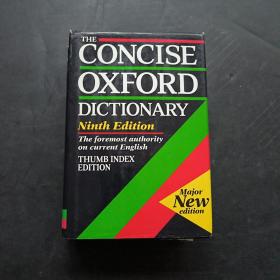 THE
CONCISE
OXFORD
DICTIONARY
Ninth Edition
The foremost authority
on current English
THUMB INDEX
EDITION
Major
New
edition